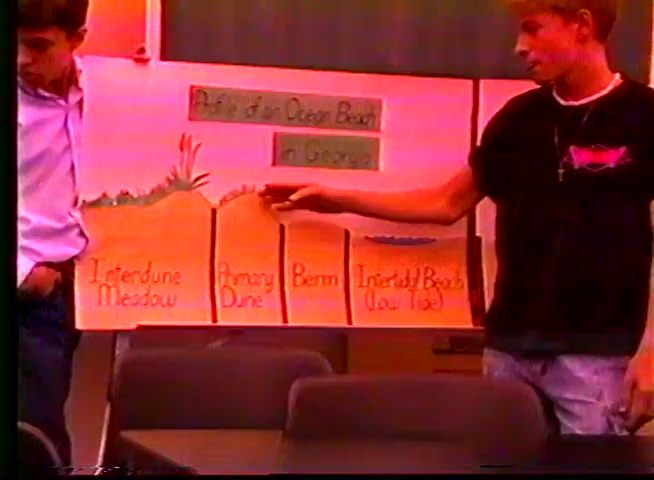 Profile of an Ocean Beach
in Georgia
Interdune
Meadow
Primary
Dune
Berm
Intertidal Beach
(Low Tide)